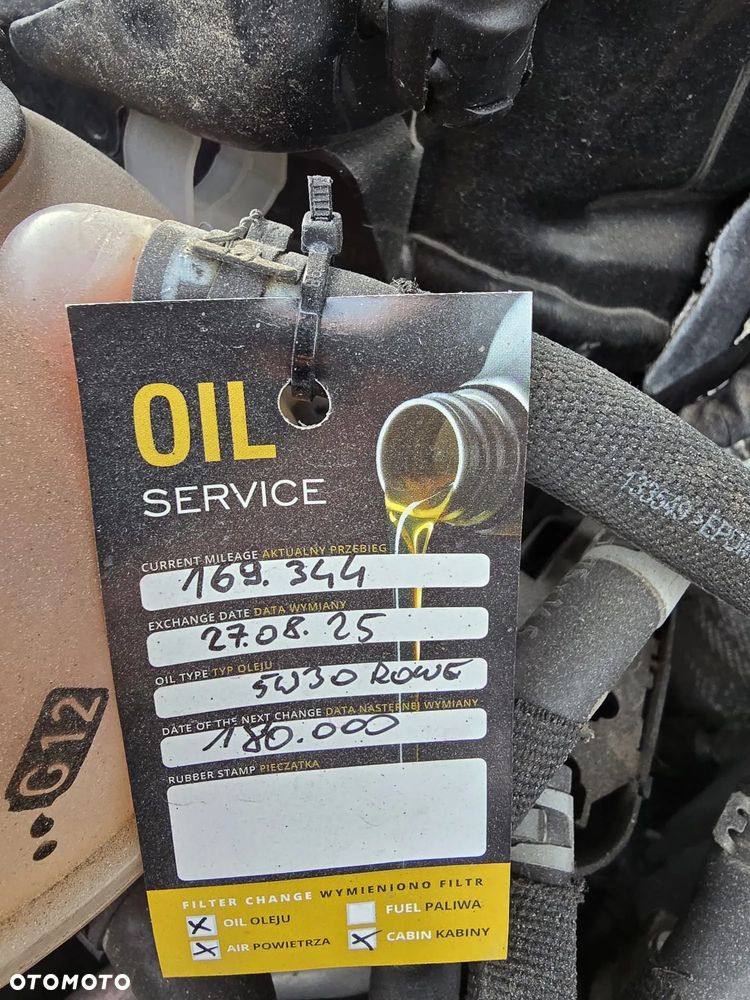 OIL
SERVICE
CURRENT MILEAGE AKTUALNY PRZEBIEG
169.344
EXCHANGE DATE DATA WYMIANY
27.08.25
OIL TYPE TYP OLEJU
5W30 ROWE
DATE OF THE NEXT CHANGE DATA NASTĘPNEJ WYMIANY
180.000
RUBBER STAMP PIECZĄTKA
FILTER CHANGE WYMIENIONO FILTR
OIL OLEJU
FUEL PALIWA
AIR POWIETRZA
CABIN KABINY
G12
OTOMOTO